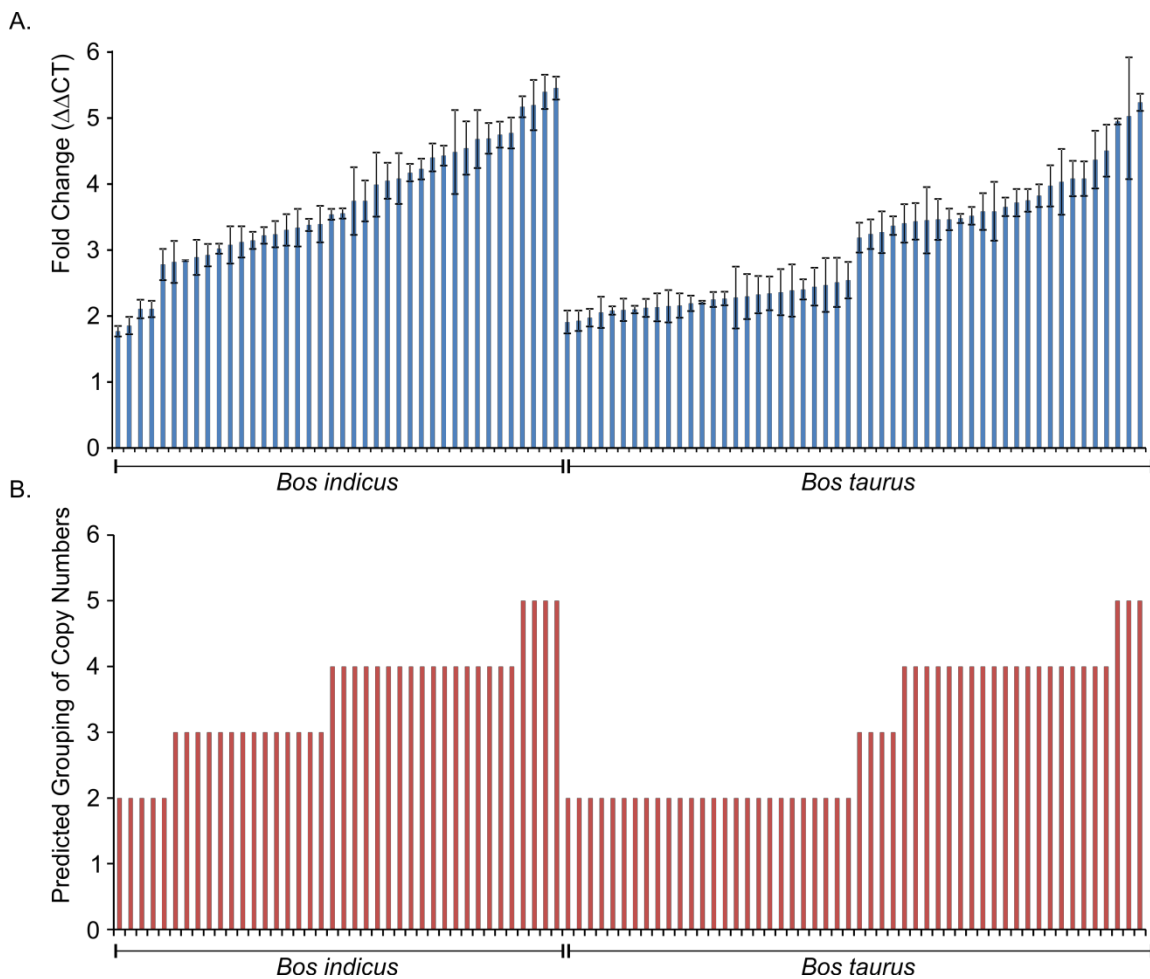 A.
Fold Change (ΔΔCT)
6
5
4
3
2
1
0
Bos indicus
Bos taurus
B.
Predicted Grouping of Copy Numbers
6
5
4
3
2
1
0
Bos indicus
Bos taurus